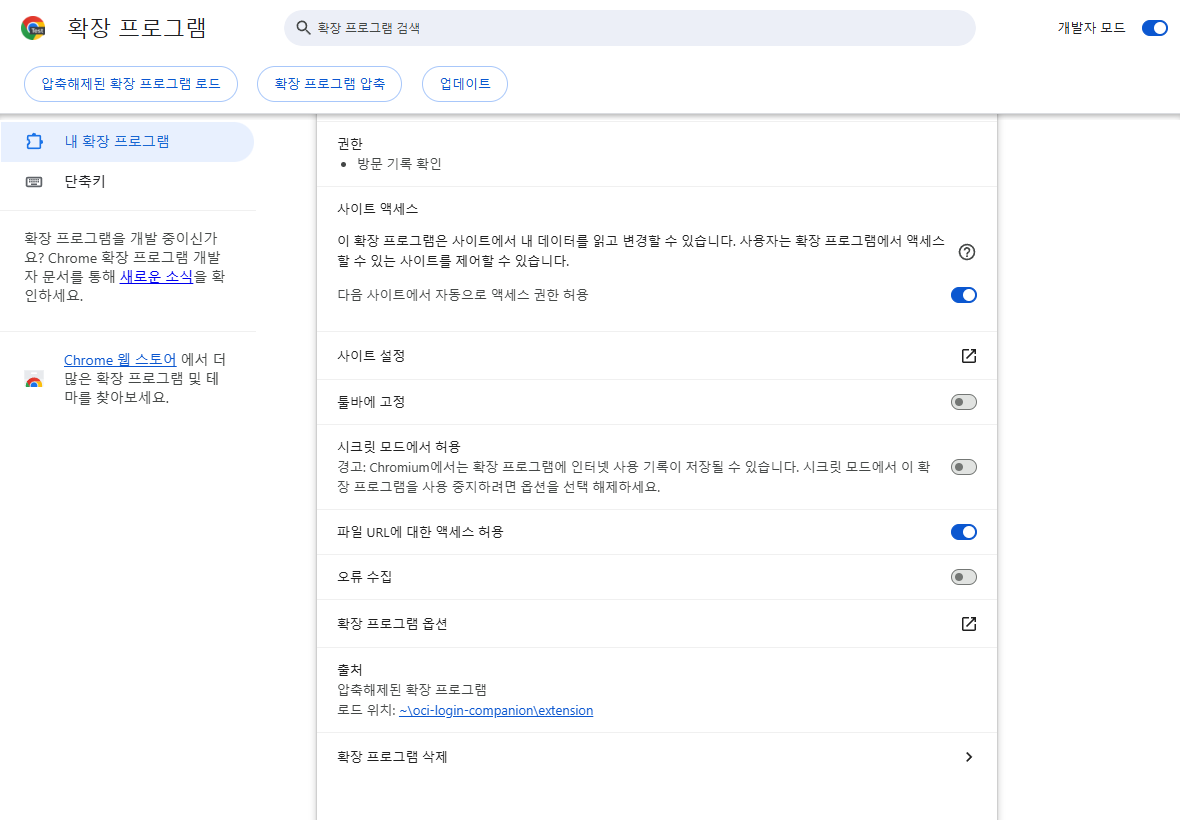 Test
확장 프로그램
확장 프로그램 검색
개발자 모드
압축해제된 확장 프로그램 로드
확장 프로그램 압축
업데이트
내 확장 프로그램
단축키
확장 프로그램을 개발 중이신가
요? Chrome 확장 프로그램 개발
자 문서를 통해 새로운 소식을 확
인하세요.
Chrome 웹 스토어 에서 더
많은 확장 프로그램 및 테
마를 찾아보세요.
권한
• 방문 기록 확인
사이트 액세스
이 확장 프로그램은 사이트에서 내 데이터를 읽고 변경할 수 있습니다. 사용자는 확장 프로그램에서 액세스
할 수 있는 사이트를 제어할 수 있습니다.
다음 사이트에서 자동으로 액세스 권한 허용
사이트 설정
툴바에 고정
시크릿 모드에서 허용
경고: Chromium에서는 확장 프로그램에 인터넷 사용 기록이 저장될 수 있습니다. 시크릿 모드에서 이 확
장 프로그램을 사용 중지하려면 옵션을 선택 해제하세요.
파일 URL에 대한 액세스 허용
오류 수집
확장 프로그램 옵션
출처
압축해제된 확장 프로그램
로드 위치: ~\oci-login-companion\extension
확장 프로그램 삭제